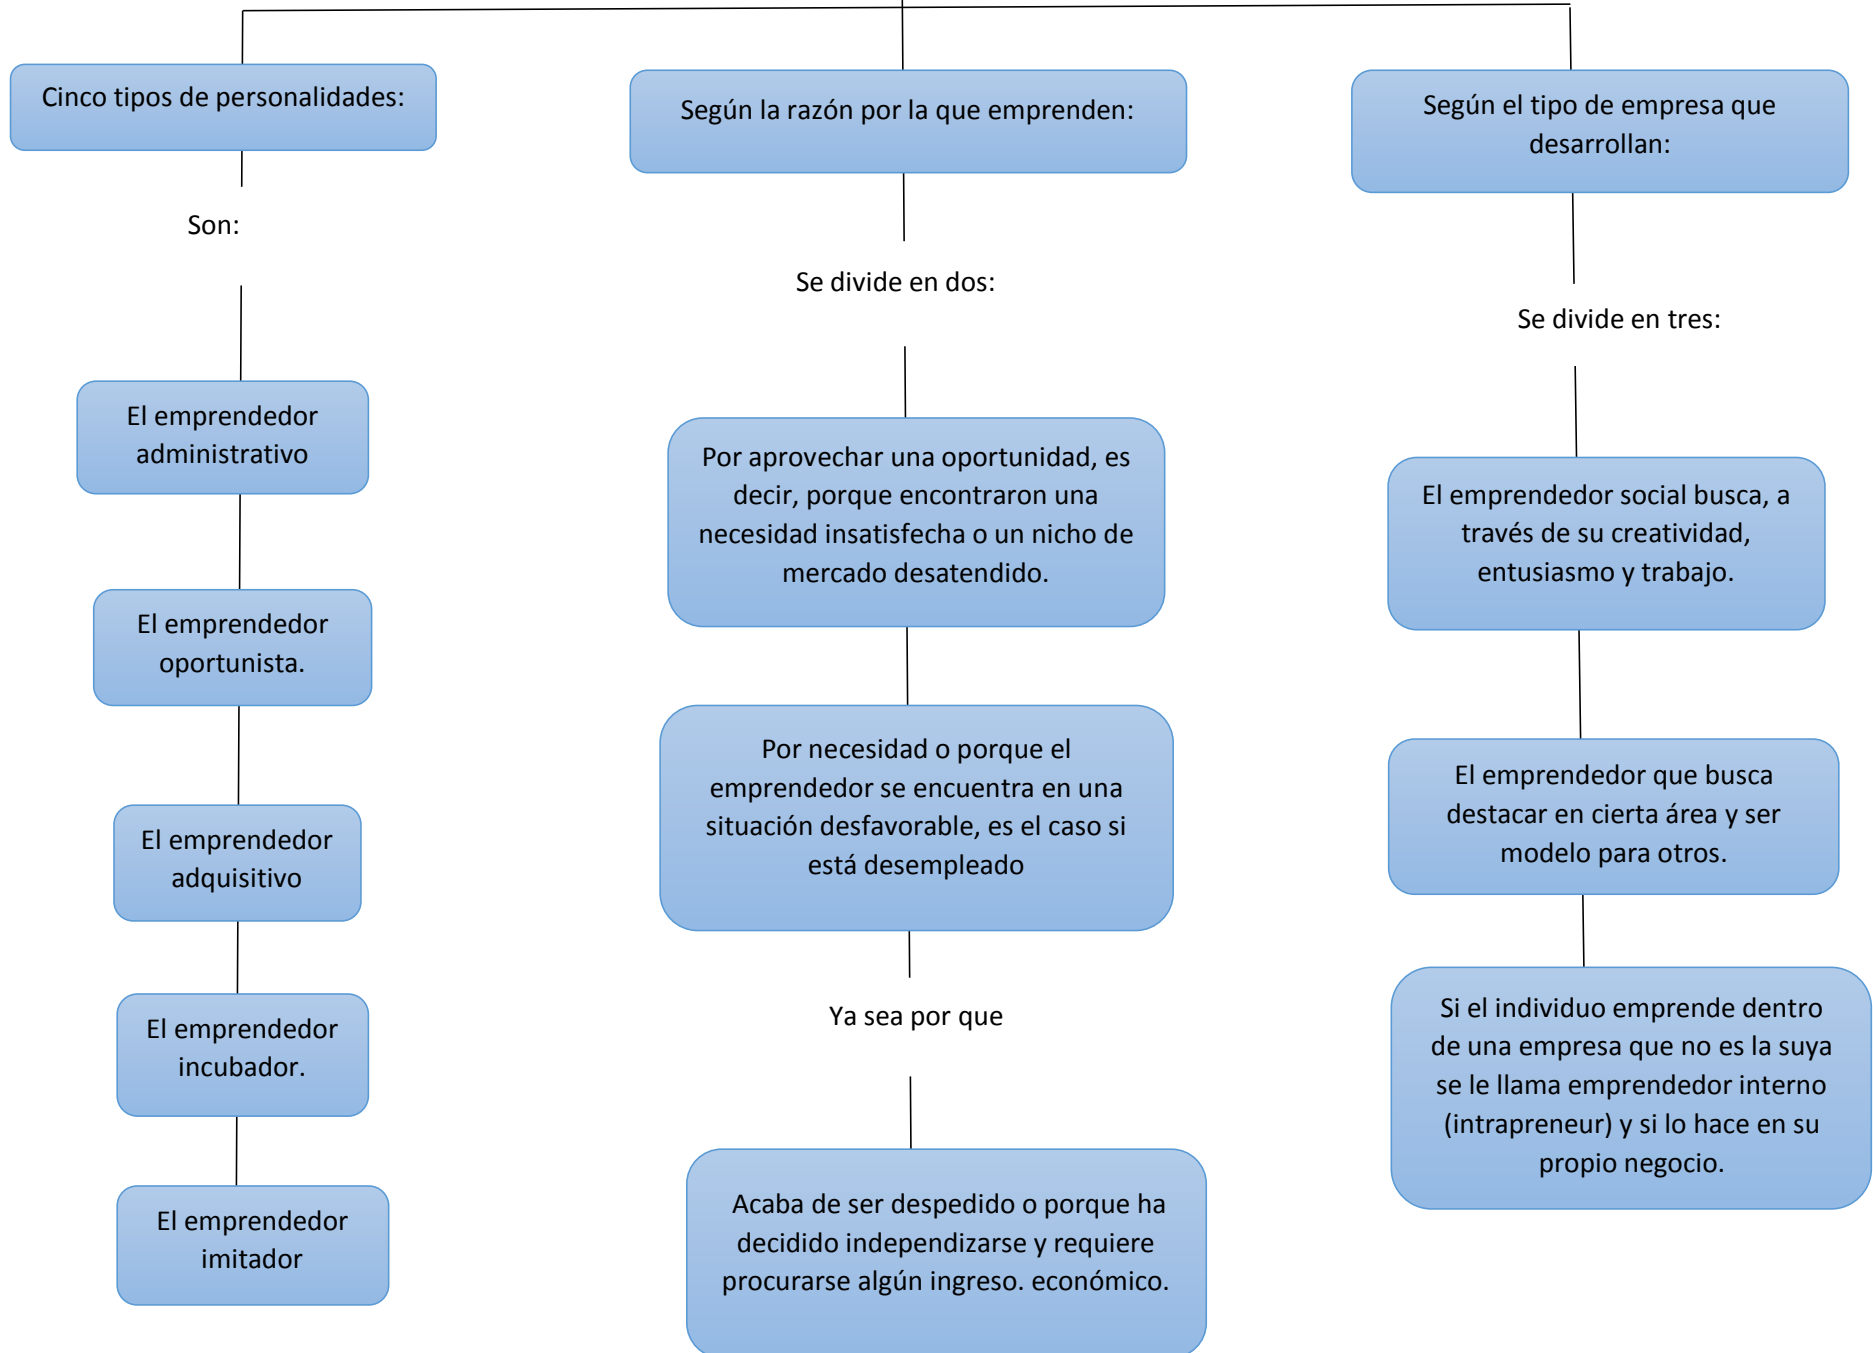 Cinco tipos de personalidades:
Son:
El emprendedor
administrativo
El emprendedor
oportunista.
El emprendedor
adquisitivo
El emprendedor
incubador.
El emprendedor
imitador
Según la razón por la que emprenden:
Se divide en dos:
Por aprovechar una oportunidad, es
decir, porque encontraron una
necesidad insatisfecha o un nicho de
mercado desatendido.
Por necesidad o porque el
emprendedor se encuentra en una
situación desfavorable, es el caso si
está desempleado
Ya sea por que
Acaba de ser despedido o porque ha
decidido independizarse y requiere
procurarse algún ingreso. económico.
Según el tipo de empresa que
desarrollan:
Se divide en tres:
El emprendedor social busca, a
través de su creatividad,
entusiasmo y trabajo.
El emprendedor que busca
destacar en cierta área y ser
modelo para otros.
Si el individuo emprende dentro
de una empresa que no es la suya
se le llama emprendedor interno
(intrapreneur) y si lo hace en su
propio negocio.